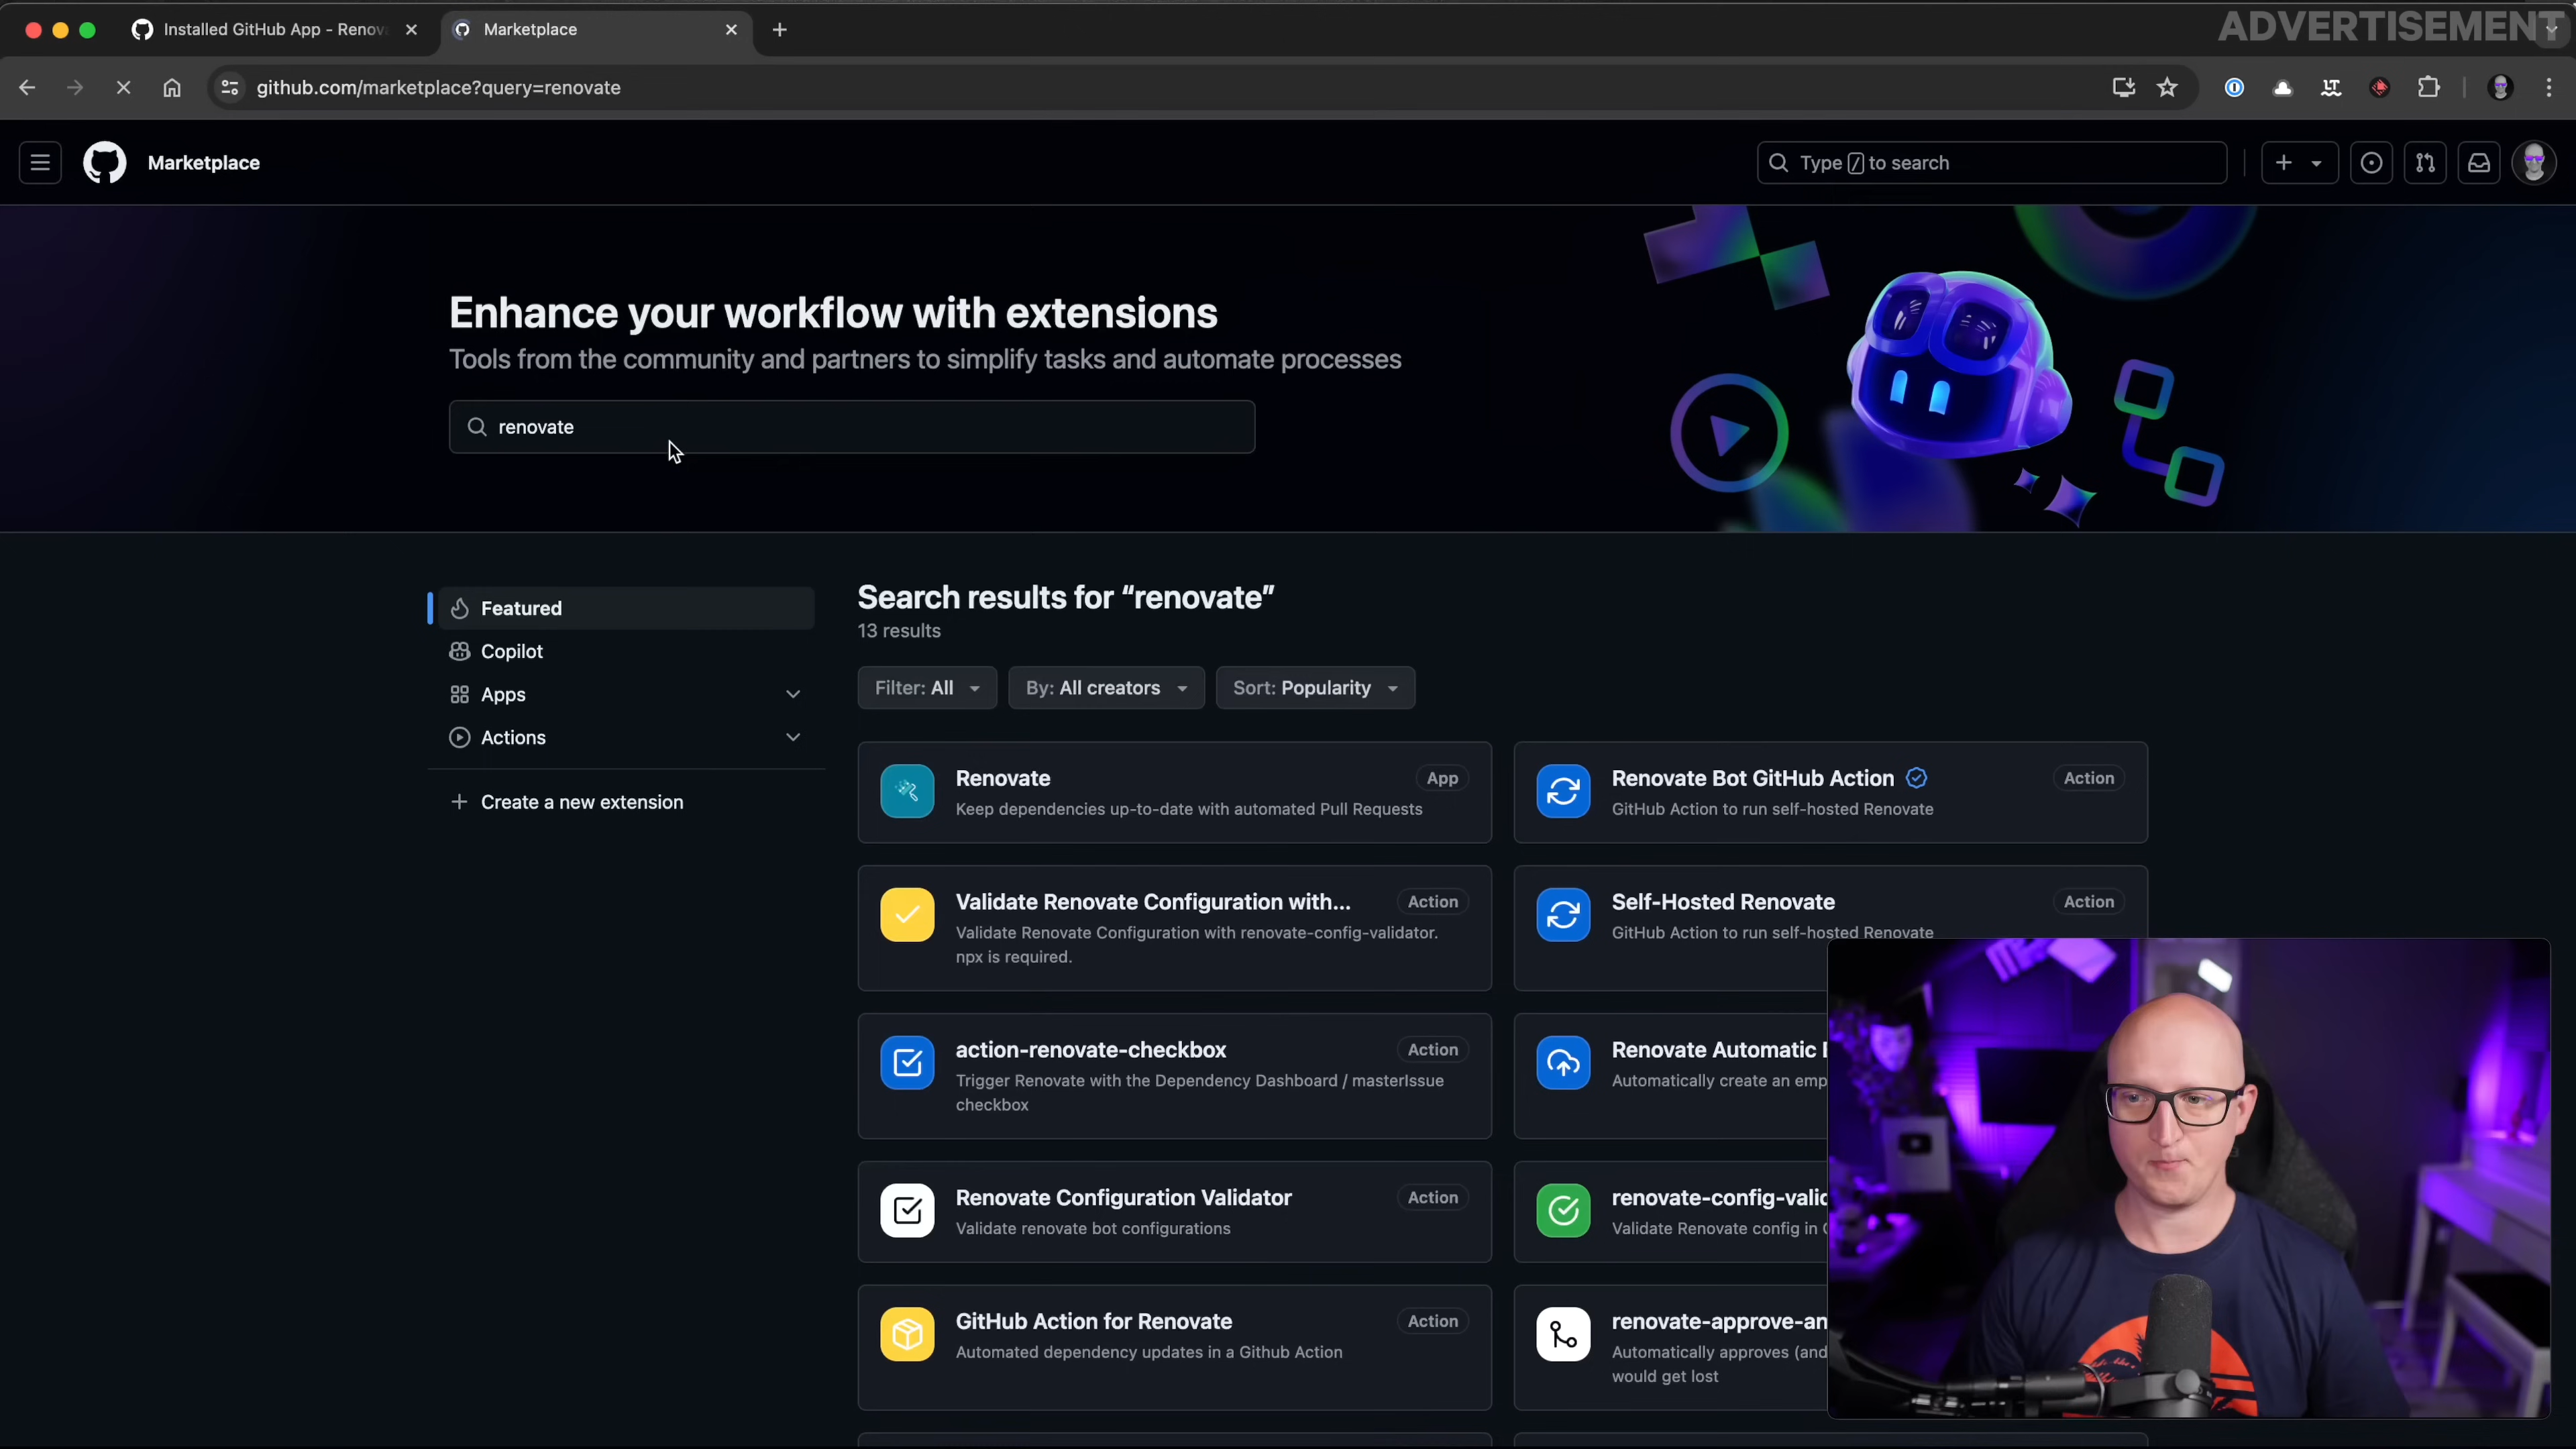 ADVERTISEMENT
Installed GitHub App - Renov
Marketplace
github.com/marketplace?query=renovate
Marketplace
Type / to search
Enhance your workflow with extensions
Tools from the community and partners to simplify tasks and automate processes
renovate
Featured
Copilot
Apps
Actions
Create a new extension
Search results for “renovate”
13 results
Filter: All
By: All creators
Sort: Popularity
Renovate
App
Keep dependencies up-to-date with automated Pull Requests
Renovate Bot GitHub Action
Action
GitHub Action to run self-hosted Renovate
Validate Renovate Configuration with...
Action
Validate Renovate Configuration with renovate-config-validator.
npx is required.
Self-Hosted Renovate
Action
GitHub Action to run self-hosted Renovate
action-renovate-checkbox
Action
Trigger Renovate with the Dependency Dashboard / masterIssue
checkbox
Renovate Automatic
Automatically create an emp
Renovate Configuration Validator
Action
Validate renovate bot configurations
renovate-config-valid
Validate Renovate config in
GitHub Action for Renovate
Action
Automated dependency updates in a Github Action
renovate-approve-an
Automatically approves (and
would get lost